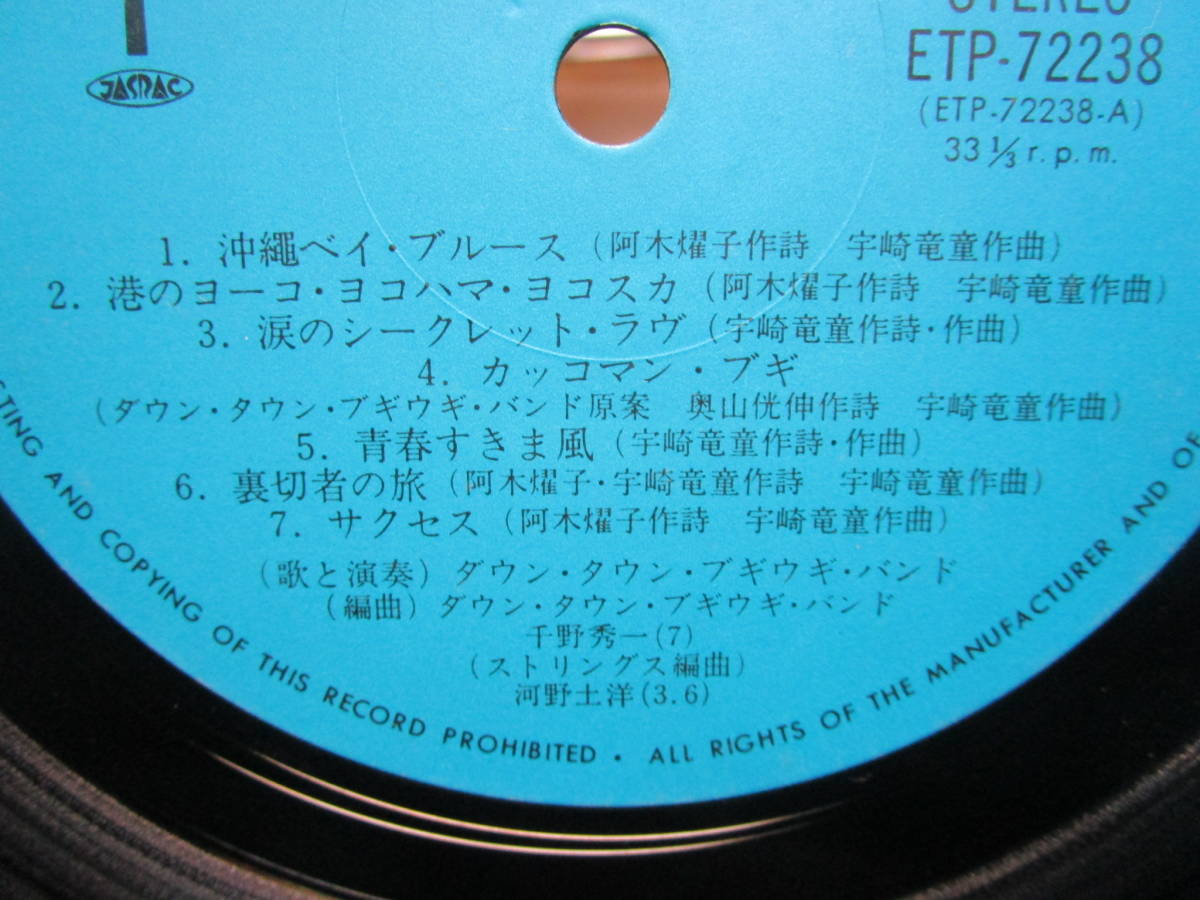 1
STEREO
JASRAC
ETP-72238
(ETP-72238-A)
33 1/3 r.p.m.
1. 沖繩ベイ・ブルース (阿木燿子作詩 宇崎竜童作曲)
2. 港のヨーコ・ヨコハマ・ヨコスカ (阿木燿子作詩 宇崎竜童作曲)
3. 涙のシークレット・ラヴ (宇崎竜童作詩・作曲)
4. カッコマン・ブギ
(ダウン・タウン・ブギウギ・バンド原案 奥山侊伸作詩 宇崎竜童作曲)
5. 青春すきま風 (宇崎竜童作詩・作曲)
6. 裏切者の旅 (阿木燿子・宇崎竜童作詩 宇崎竜童作曲)
7. サクセス (阿木燿子作詩 宇崎竜童作曲)
(歌と演奏) ダウン・タウン・ブギウギ・バンド
(編曲) ダウン・タウン・ブギウギ・バンド
千野秀一(7)
(ストリングス編曲)
河野土洋(3.6)
STING AND COPYING OF THIS RECORD PROHIBITED • ALL RIGHTS OF THE MANUFACTURER AND OF